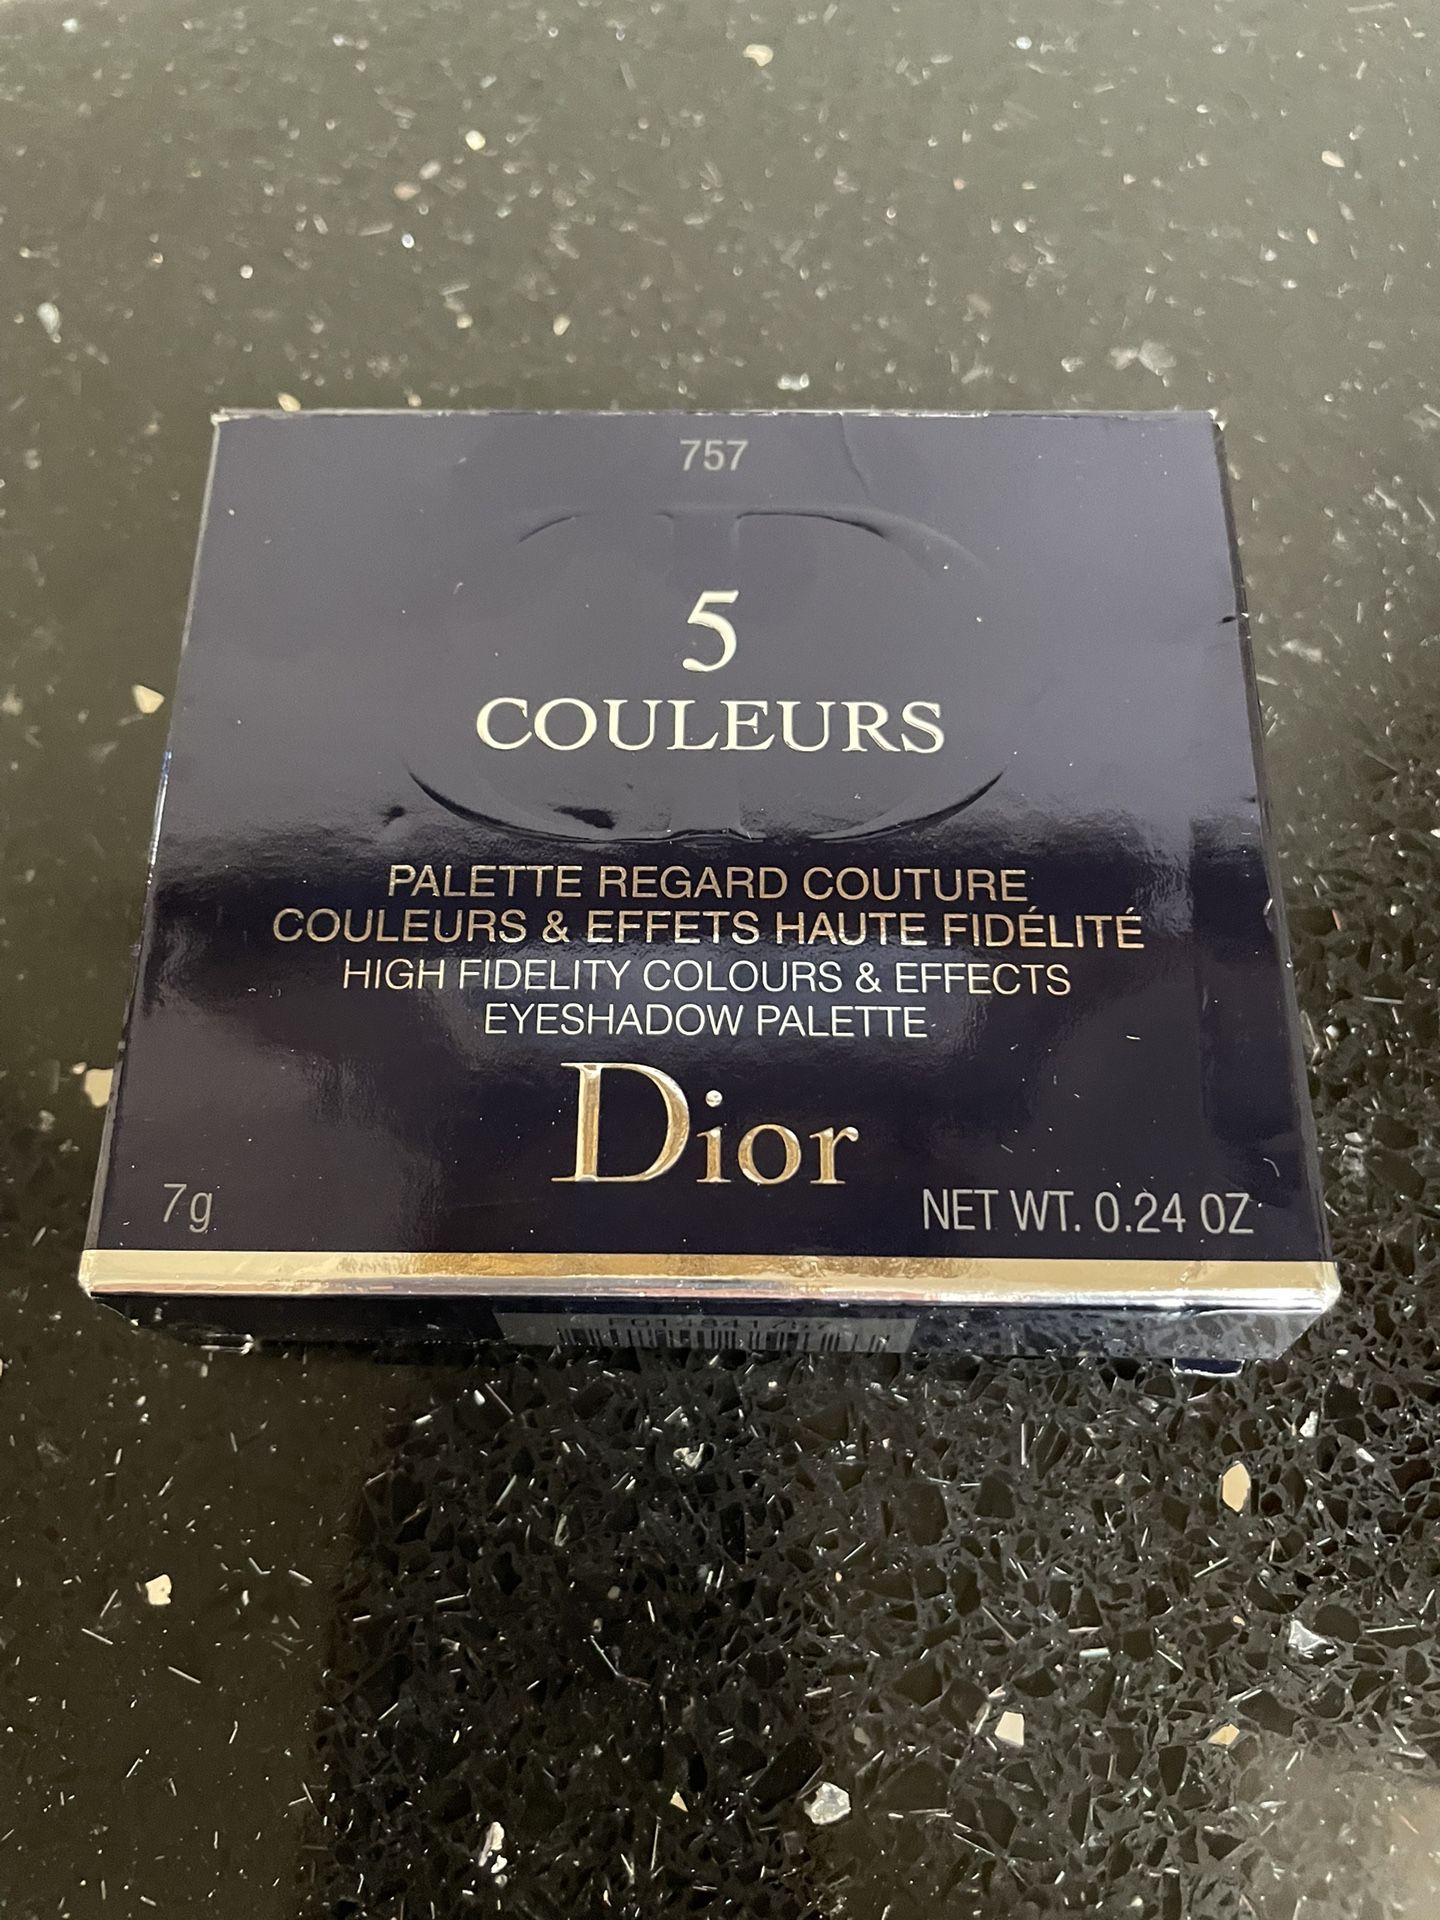 757
5
COULEURS
PALETTE REGARD COUTURE
COULEURS & EFFETS HAUTE FIDÉLITÉ
HIGH FIDELITY COLOURS & EFFECTS
EYESHADOW PALETTE
Dior
7g
NET WT. 0.24 OZ